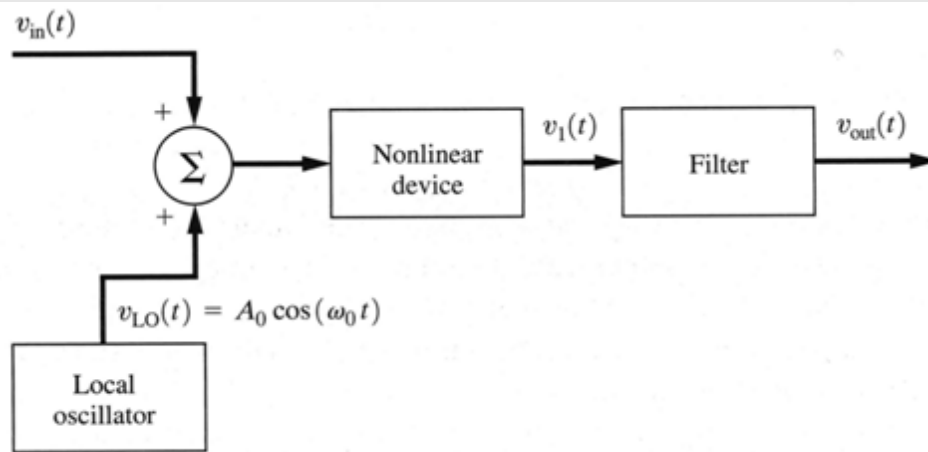 v_in(t)
+
Σ
+
Nonlinear
device
v_1(t)
Filter
v_out(t)
v_LO(t) = A_0 cos(ω_0 t)
Local
oscillator